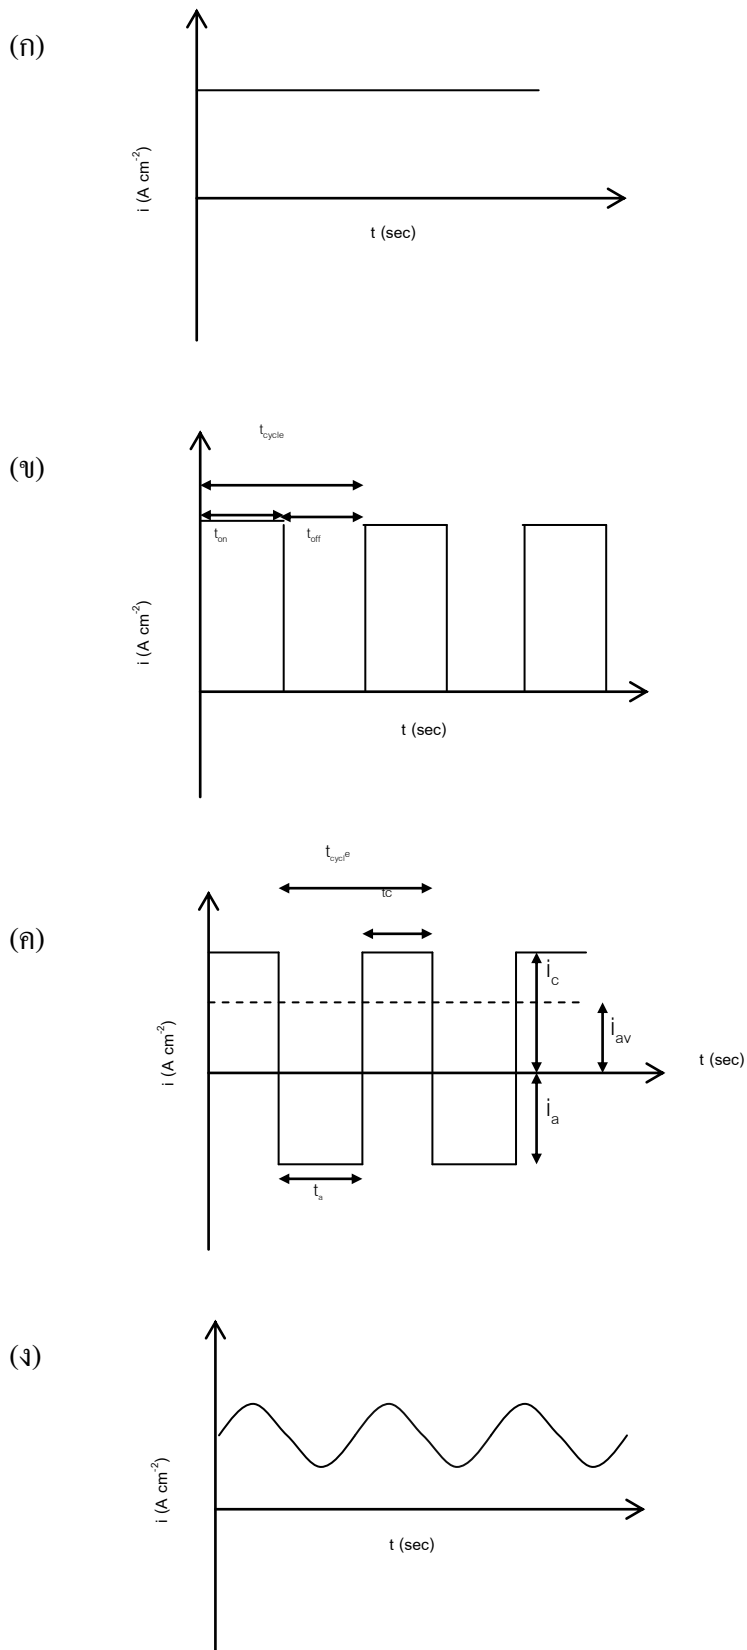 (ก)
i (A cm-2)
t (sec)
tcycle
(ข)
ton
toff
i (A cm-2)
t (sec)
tcycle
tc
(ค)
ic
iav
i (A cm-2)
t (sec)
ia
ta
(ง)
i (A cm-2)
t (sec)